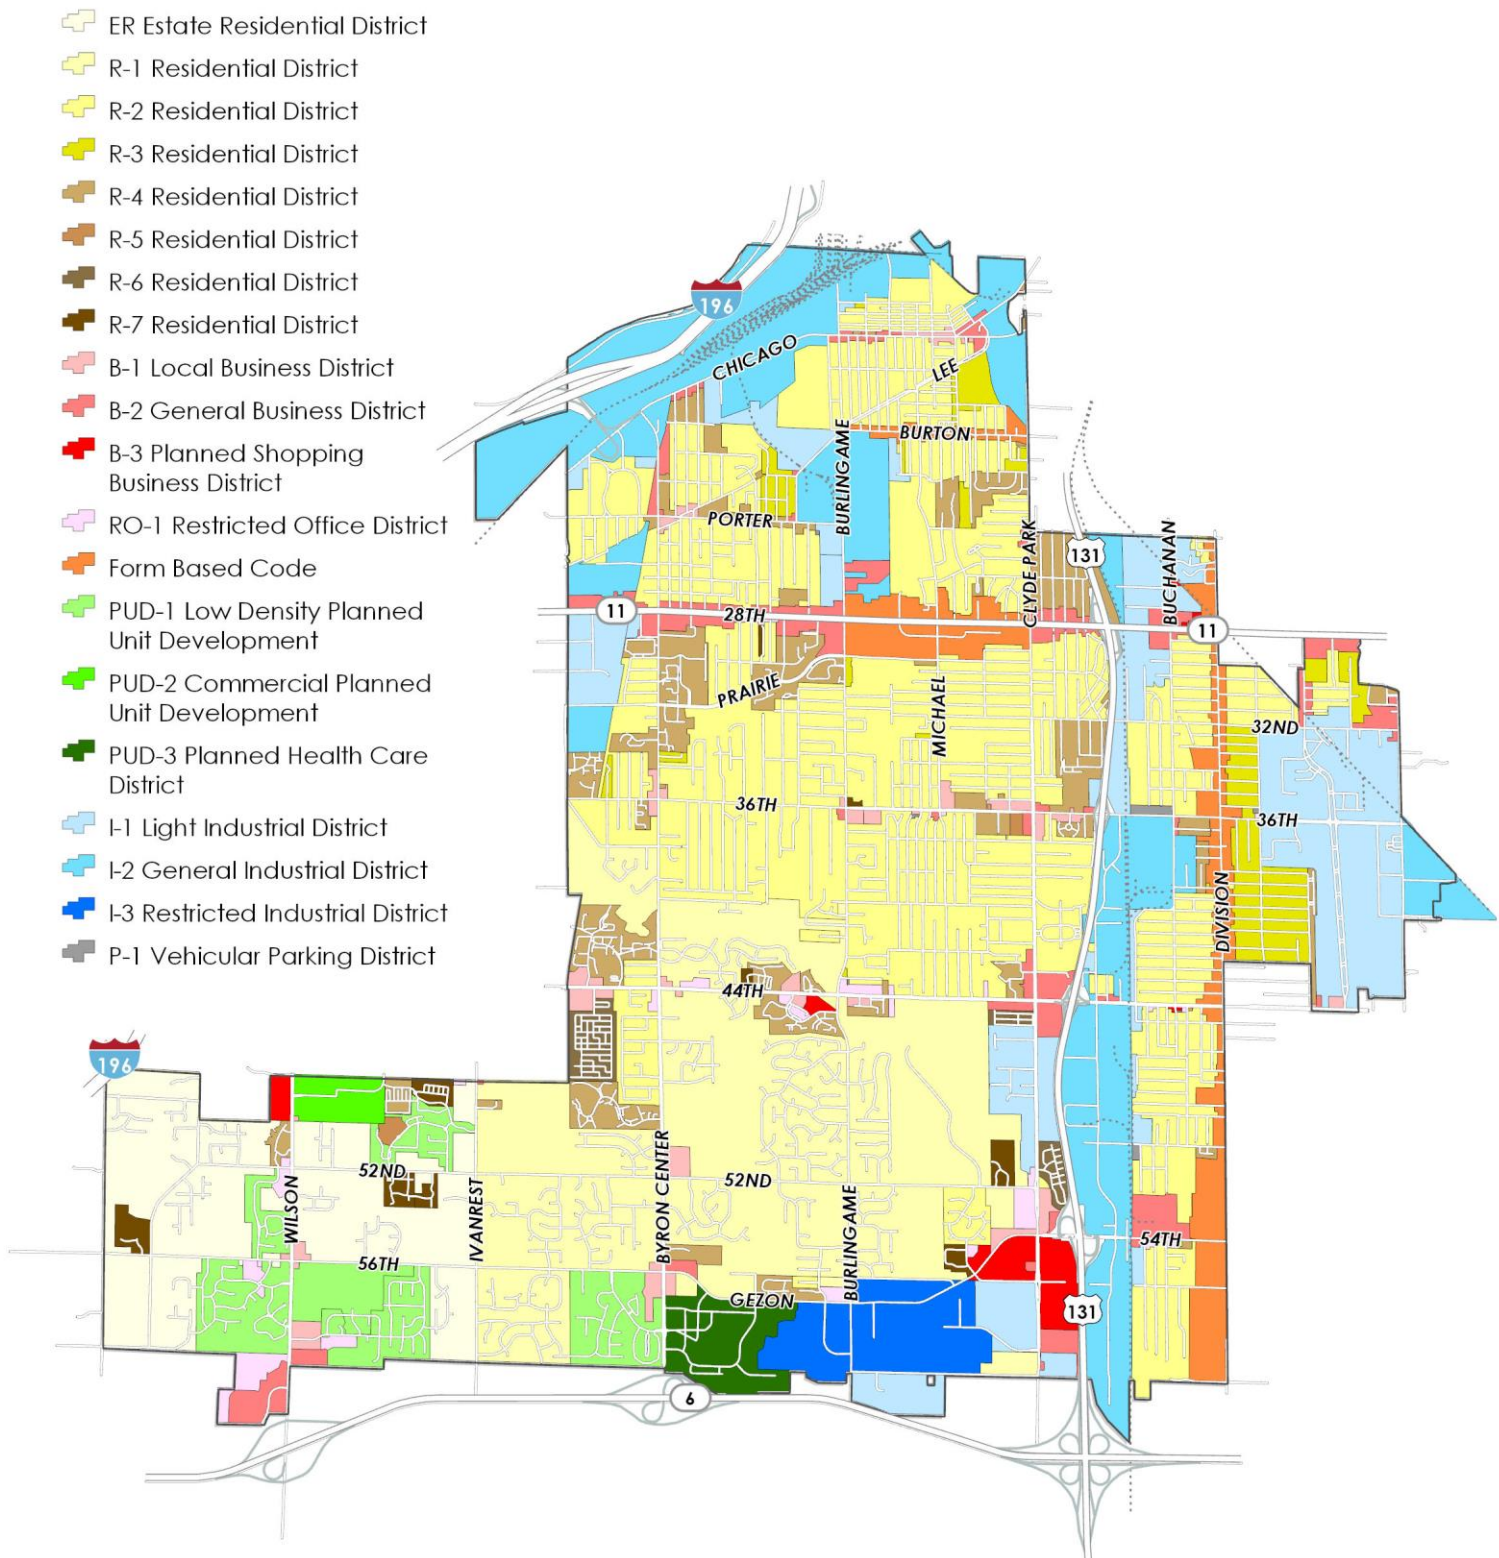 ER Estate Residential District
R-1 Residential District
R-2 Residential District
R-3 Residential District
R-4 Residential District
R-5 Residential District
R-6 Residential District
R-7 Residential District
B-1 Local Business District
B-2 General Business District
B-3 Planned Shopping
Business District
RO-1 Restricted Office District
Form Based Code
PUD-1 Low Density Planned
Unit Development
PUD-2 Commercial Planned
Unit Development
PUD-3 Planned Health Care
District
I-1 Light Industrial District
I-2 General Industrial District
I-3 Restricted Industrial District
P-1 Vehicular Parking District
196
CHICAGO
LEE
BURTON
BURLINGAME
PORTER
CLYDE PARK
131
BUCHANAN
11
28TH
11
PRAIRIE
MICHAEL
32ND
36TH
36TH
DIVISION
44TH
196
52ND
WILSON
IVANREST
BYRON CENTER
52ND
BURLINGAME
54TH
56TH
GEZON
131
6